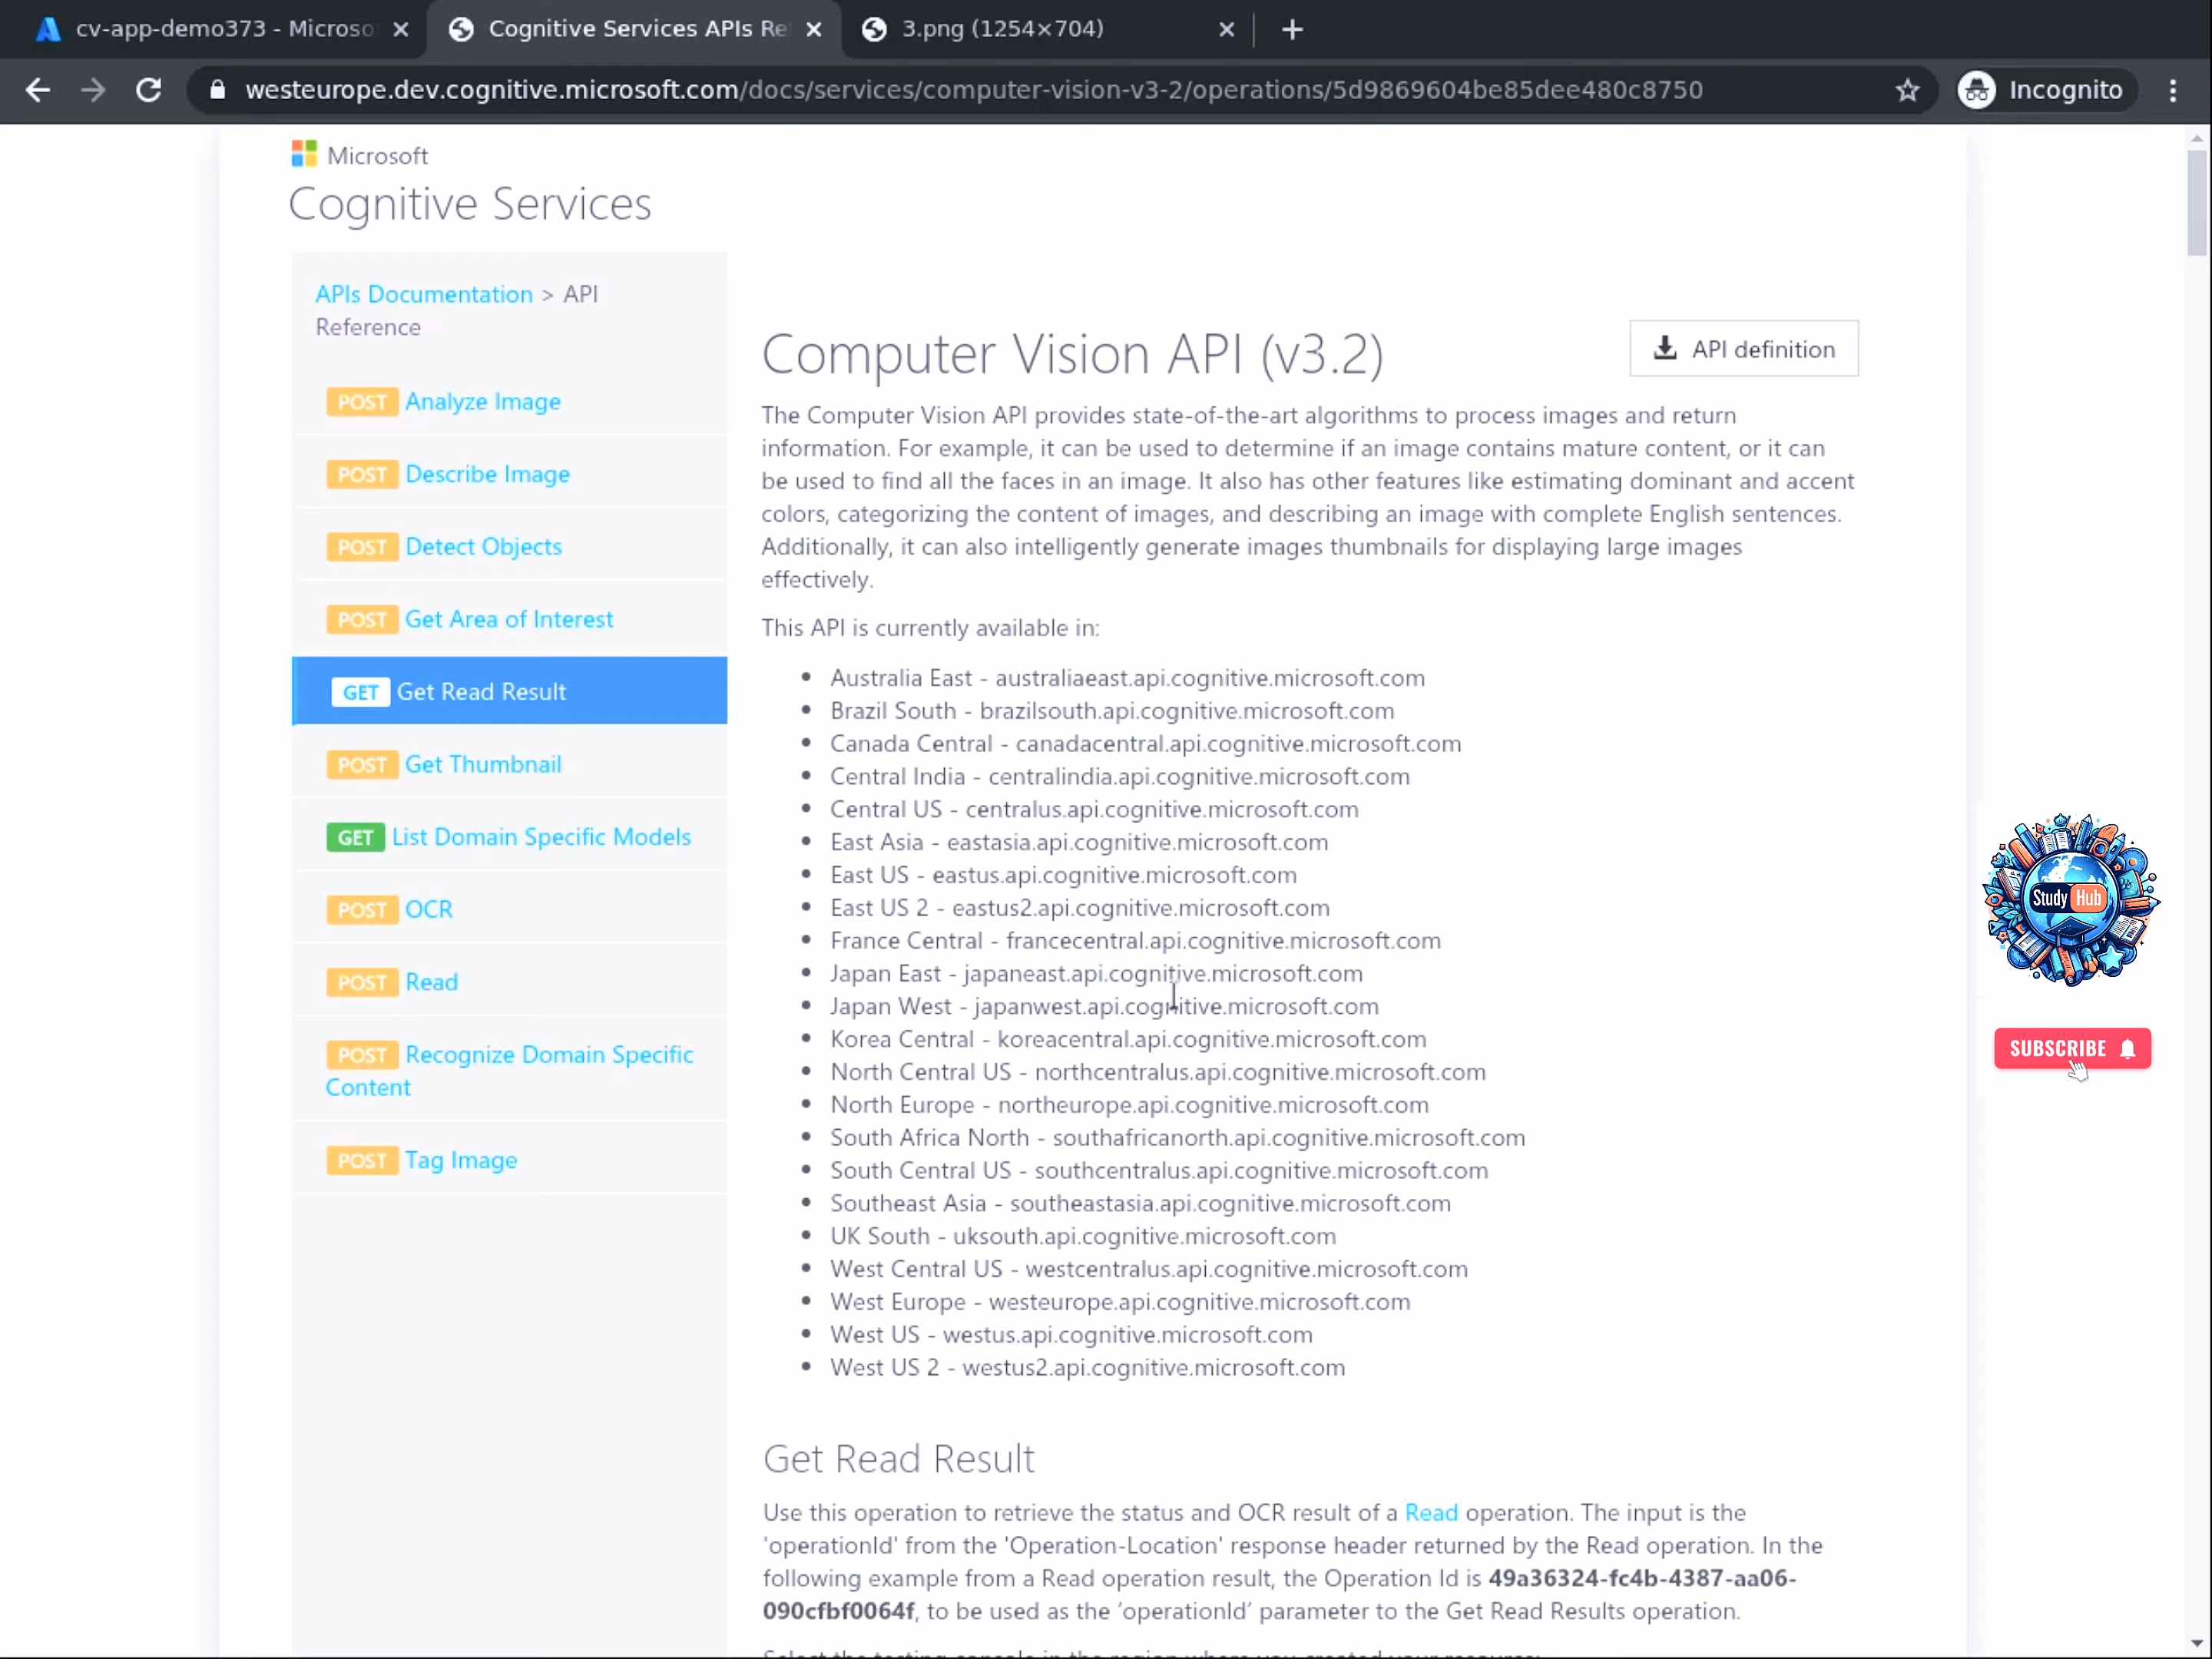 cv-app-demo373 - Microso
Cognitive Services APIs Re
3.png (1254×704)
westeurope.dev.cognitive.microsoft.com/docs/services/computer-vision-v3-2/operations/5d9869604be85dee480c8750
Incognito
Microsoft
Cognitive Services
APIs Documentation > API
Reference
POST Analyze Image
POST Describe Image
POST Detect Objects
POST Get Area of Interest
GET Get Read Result
POST Get Thumbnail
GET List Domain Specific Models
POST OCR
POST Read
POST Recognize Domain Specific
Content
POST Tag Image
Computer Vision API (v3.2)
API definition
The Computer Vision API provides state-of-the-art algorithms to process images and return
information. For example, it can be used to determine if an image contains mature content, or it can
be used to find all the faces in an image. It also has other features like estimating dominant and accent
colors, categorizing the content of images, and describing an image with complete English sentences.
Additionally, it can also intelligently generate images thumbnails for displaying large images
effectively.
This API is currently available in:
• Australia East - australiaeast.api.cognitive.microsoft.com
• Brazil South - brazilsouth.api.cognitive.microsoft.com
• Canada Central - canadacentral.api.cognitive.microsoft.com
• Central India - centralindia.api.cognitive.microsoft.com
• Central US - centralus.api.cognitive.microsoft.com
• East Asia - eastasia.api.cognitive.microsoft.com
• East US - eastus.api.cognitive.microsoft.com
• East US 2 - eastus2.api.cognitive.microsoft.com
• France Central - francecentral.api.cognitive.microsoft.com
• Japan East - japaneast.api.cognitive.microsoft.com
• Japan West - japanwest.api.cognitive.microsoft.com
• Korea Central - koreacentral.api.cognitive.microsoft.com
• North Central US - northcentralus.api.cognitive.microsoft.com
• North Europe - northeurope.api.cognitive.microsoft.com
• South Africa North - southafricanorth.api.cognitive.microsoft.com
• South Central US - southcentralus.api.cognitive.microsoft.com
• Southeast Asia - southeastasia.api.cognitive.microsoft.com
• UK South - uksouth.api.cognitive.microsoft.com
• West Central US - westcentralus.api.cognitive.microsoft.com
• West Europe - westeurope.api.cognitive.microsoft.com
• West US - westus.api.cognitive.microsoft.com
• West US 2 - westus2.api.cognitive.microsoft.com
Get Read Result
Use this operation to retrieve the status and OCR result of a Read operation. The input is the
'operationId' from the 'Operation-Location' response header returned by the Read operation. In the
following example from a Read operation result, the Operation Id is 49a36324-fc4b-4387-aa06-
090cfbf0064f, to be used as the ‘operationId’ parameter to the Get Read Results operation.
Select the testing console in the region where you created your resource:
Study Hub
SUBSCRIBE